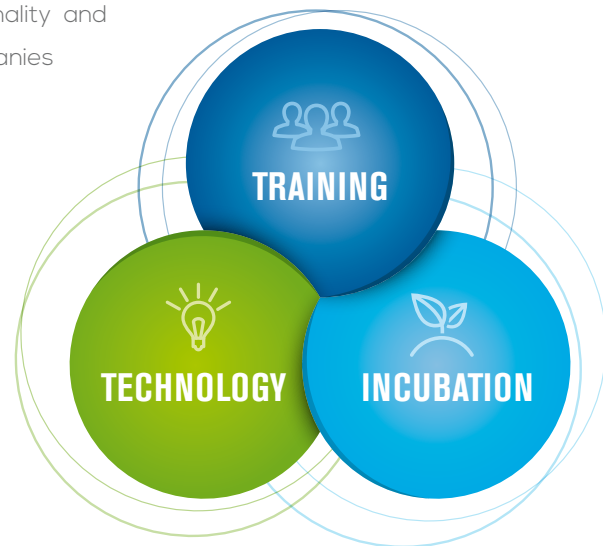 nality and
anies
TRAINING
TECHNOLOGY
INCUBATION